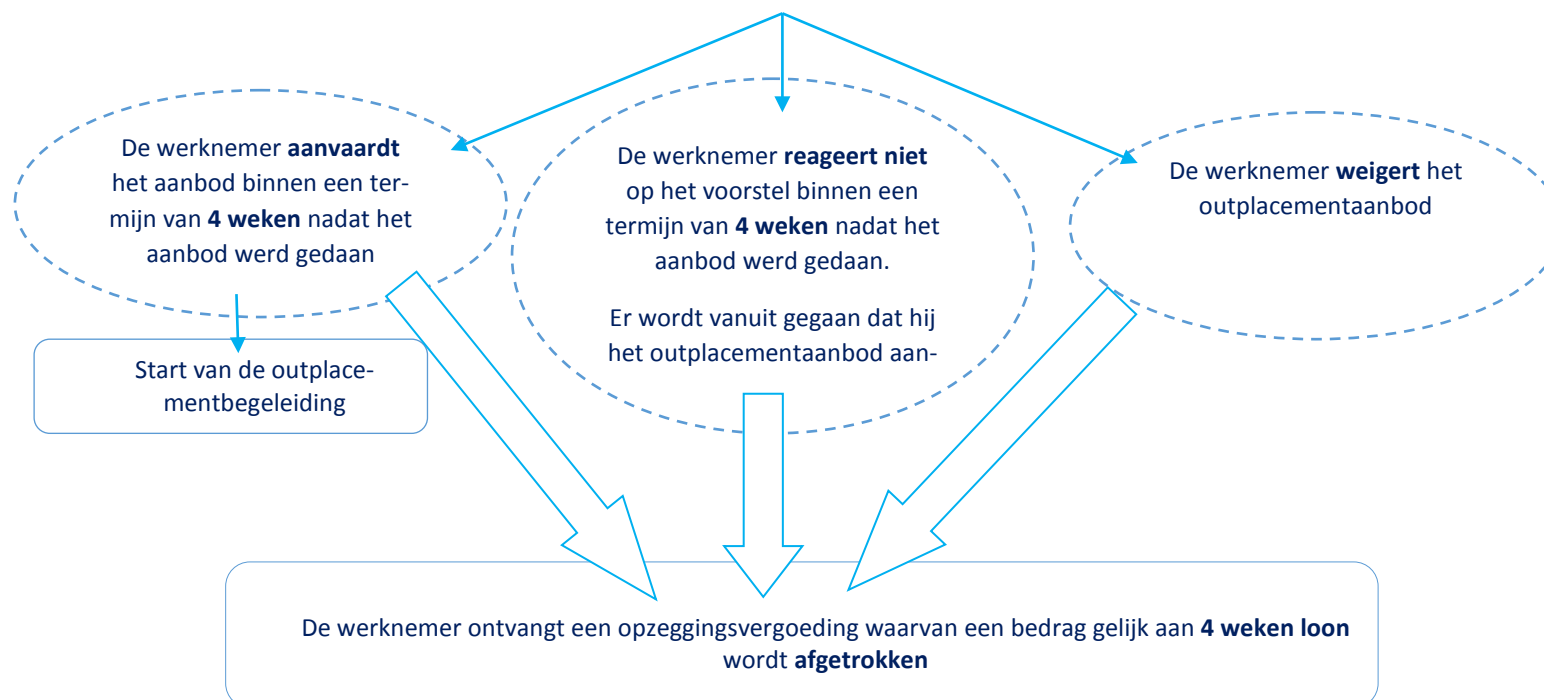 De werknemer aanvaardt
het aanbod binnen een ter-
mijn van 4 weken nadat het
aanbod werd gedaan
De werknemer reageert niet
op het voorstel binnen een
termijn van 4 weken nadat het
aanbod werd gedaan.
Er wordt vanuit gegaan dat hij
het outplacementaanbod aan-
De werknemer weigert het
outplacementaanbod
Start van de outplace-
mentbegeleiding
De werknemer ontvangt een opzeggingsvergoeding waarvan een bedrag gelijk aan 4 weken loon
wordt afgetrokken